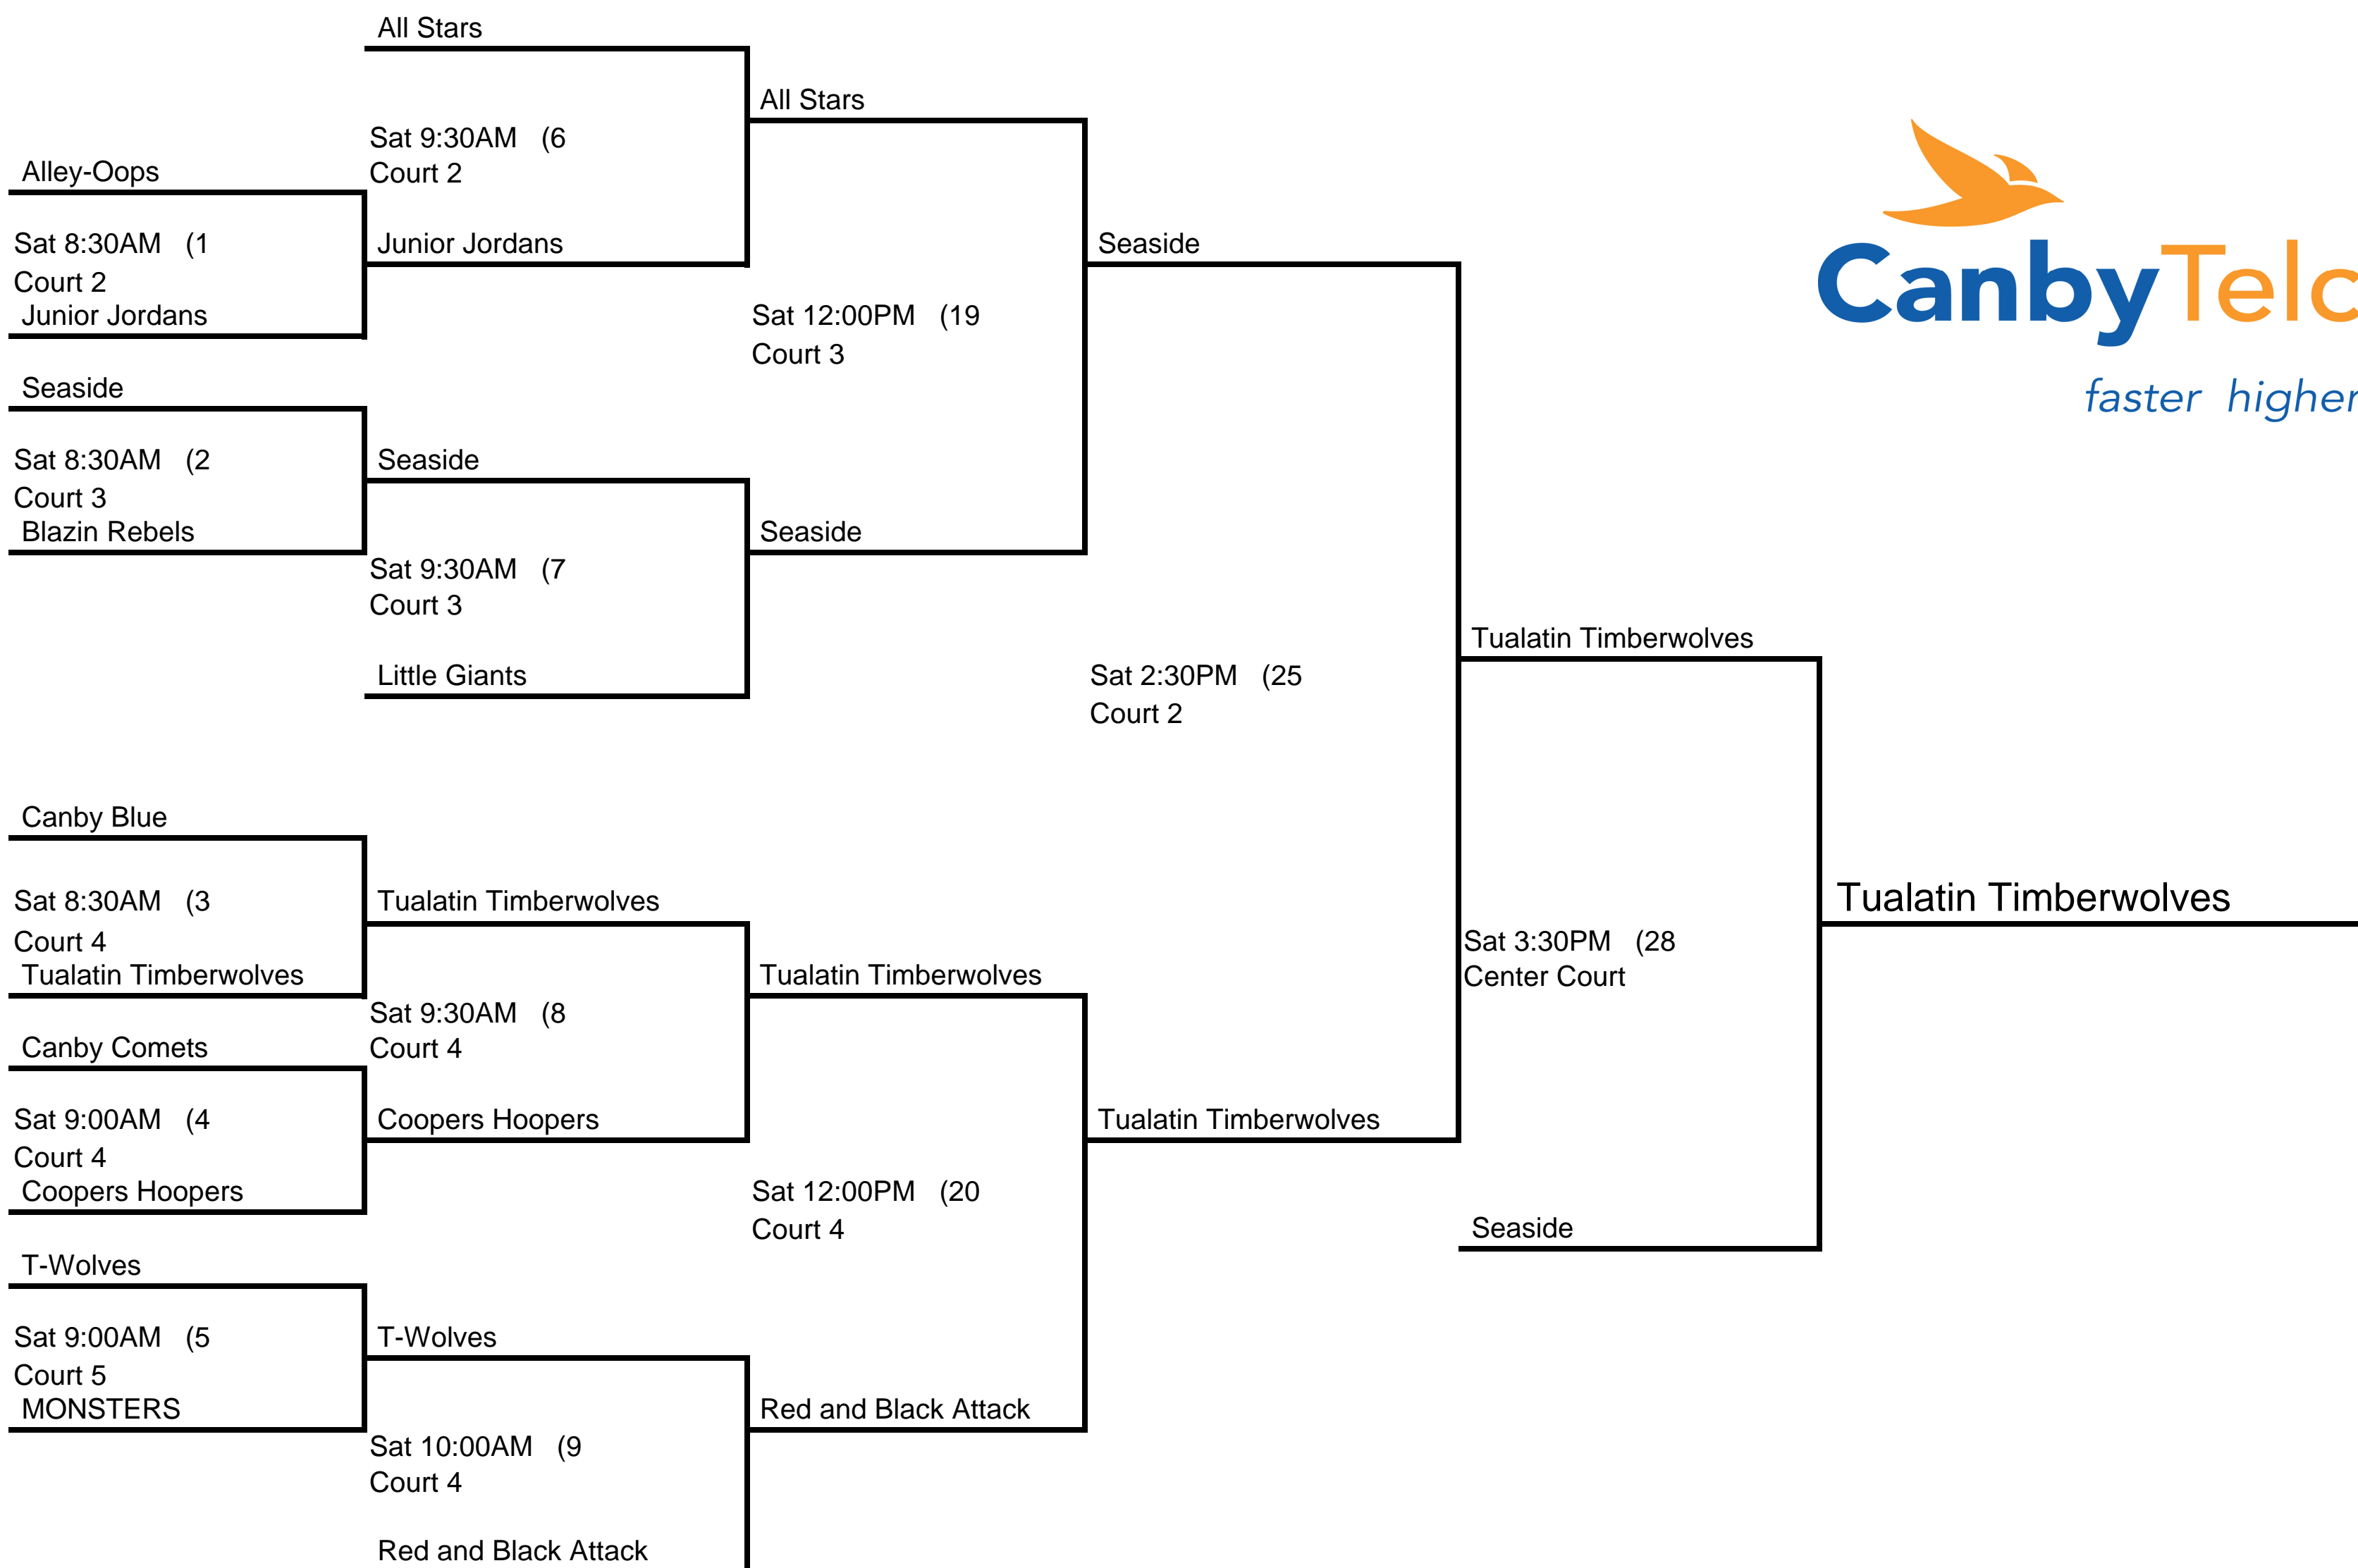 All Stars
All Stars
Sat 9:30AM (6
Court 2
Alley-Oops
Sat 8:30AM (1
Court 2
Junior Jordans
Junior Jordans
Seaside
CanbyTelc
Sat 12:00PM (19
Court 3
faster higher
Seaside
Sat 8:30AM (2
Court 3
Blazin Rebels
Seaside
Seaside
Sat 9:30AM (7
Court 3
Little Giants
Tualatin Timberwolves
Sat 2:30PM (25
Court 2
Canby Blue
Sat 8:30AM (3
Court 4
Tualatin Timberwolves
Tualatin Timberwolves
Tualatin Timberwolves
Tualatin Timberwolves
Sat 3:30PM (28
Center Court
Sat 9:30AM (8
Court 4
Canby Comets
Sat 9:00AM (4
Court 4
Coopers Hoopers
Coopers Hoopers
Tualatin Timberwolves
Sat 12:00PM (20
Court 4
Seaside
T-Wolves
Sat 9:00AM (5
Court 5
MONSTERS
T-Wolves
Red and Black Attack
Sat 10:00AM (9
Court 4
Red and Black Attack